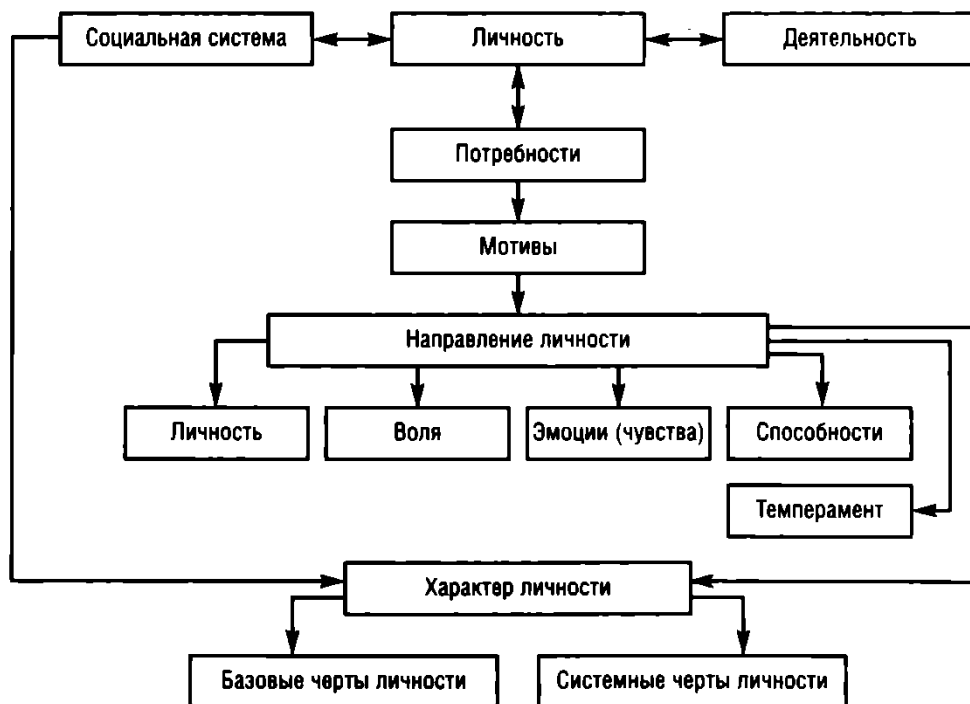 Социальная система
Личность
Деятельность
Потребности
Мотивы
Направление личности
Личность
Воля
Эмоции (чувства)
Способности
Темперамент
Характер личности
Базовые черты личности
Системные черты личности